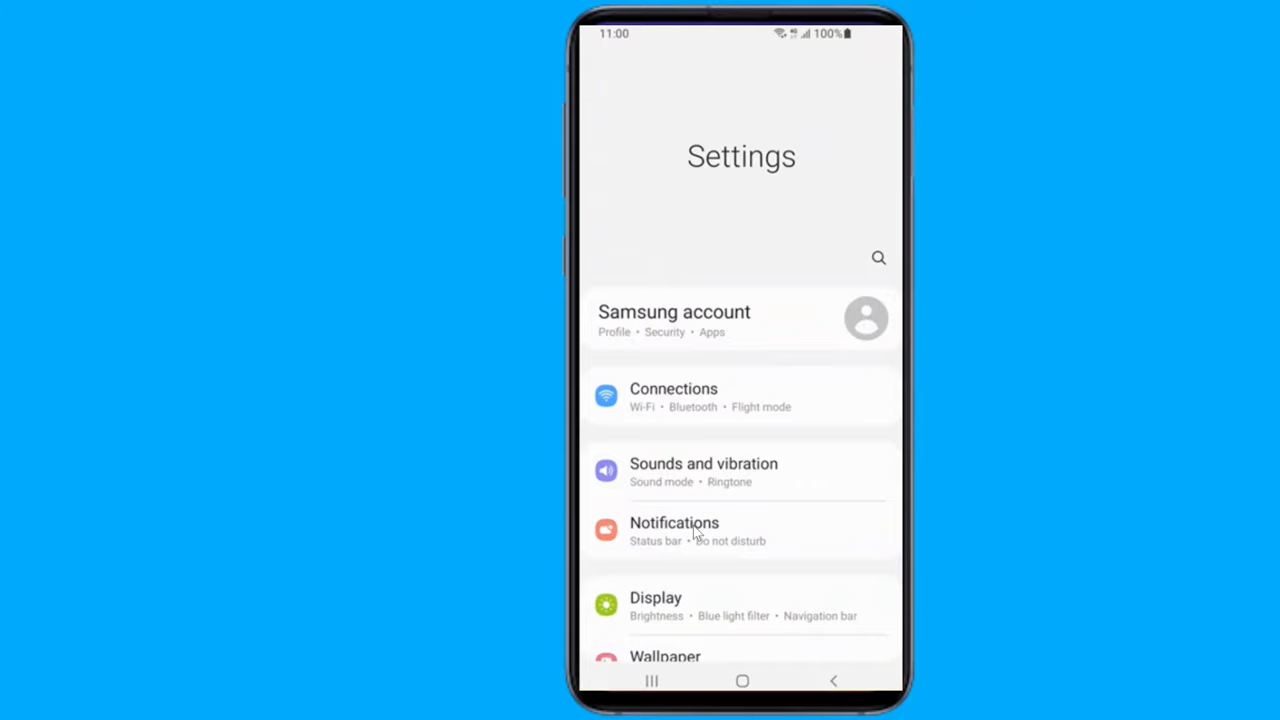 11:00
100%
Settings
Samsung account
Profile • Security • Apps
Connections
Wi-Fi • Bluetooth • Flight mode
Sounds and vibration
Sound mode • Ringtone
Notifications
Status bar • Do not disturb
Display
Brightness • Blue light filter • Navigation bar
Wallpaper